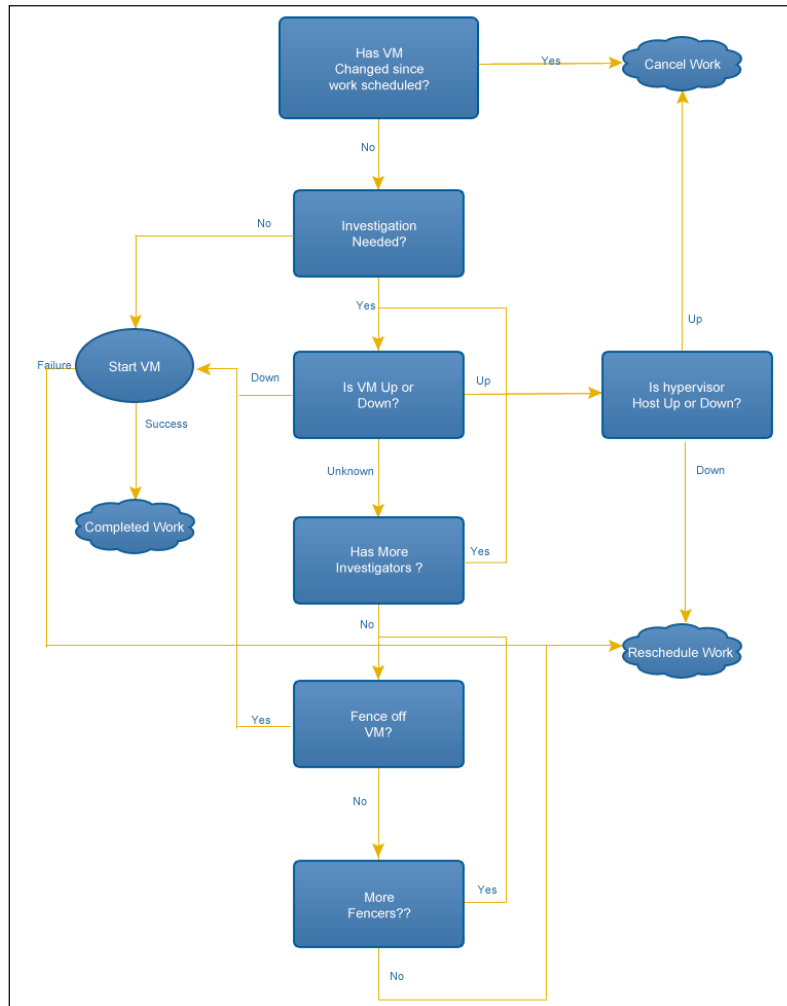 Has VM
Changed since
work scheduled?
Yes
Cancel Work
No
Investigation
Needed?
No
Yes
Up
Failure
Start VM
Down
Is VM Up or
Down?
Up
Is hypervisor
Host Up or Down?
Success
Unknown
Down
Completed Work
Has More
Investigators ?
Yes
No
Reschedule Work
Fence off
VM?
Yes
No
More
Fencers??
Yes
No